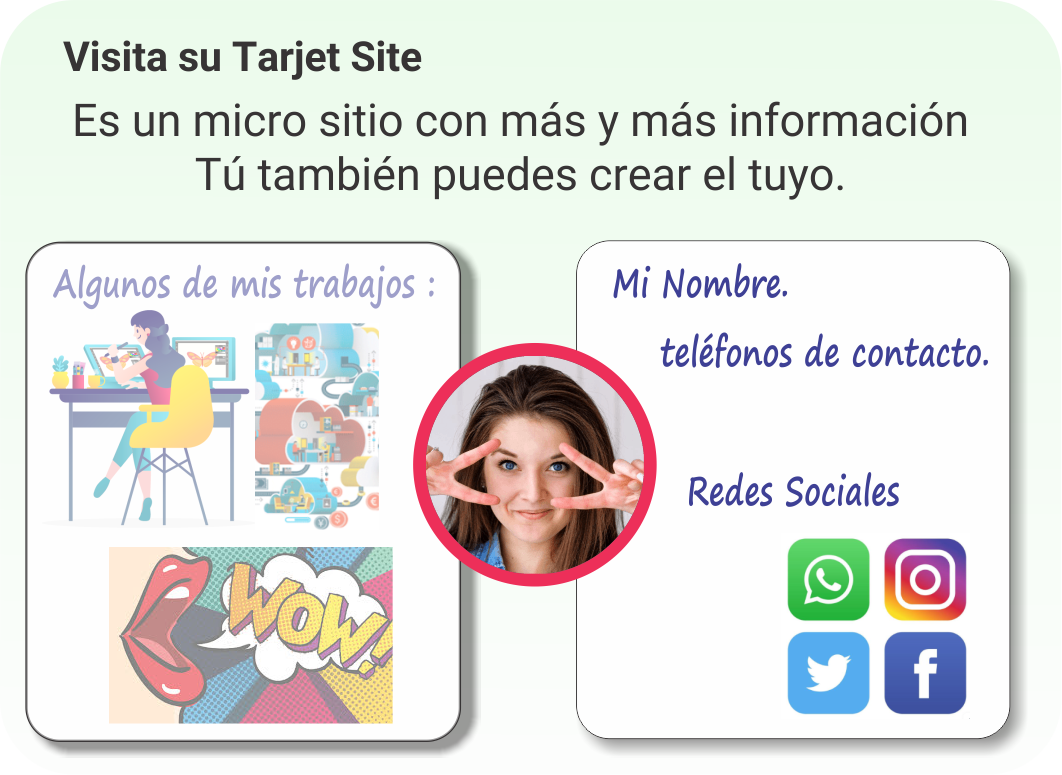 Visita su Tarjet Site
Es un micro sitio con más y más información
Tú también puedes crear el tuyo.
Algunos de mis trabajos :
WOW!
Mi Nombre.
teléfonos de contacto.
Redes Sociales